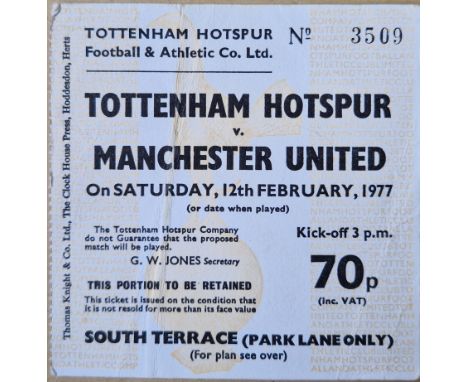 TOTTENHAM HOTSPUR
Football & Athletic Co. Ltd.
Nº 3509
TOTTENHAM HOTSPUR
v.
MANCHESTER UNITED
On SATURDAY, 12th FEBRUARY, 1977
(or date when played)
The Tottenham Hotspur Company
do not Guarantee that the proposed
match will be played.
G. W. JONES Secretary
Kick-off 3 p.m.
70p
(inc. VAT)
THIS PORTION TO BE RETAINED
This ticket is issued on the condition that
it is not resold for more than its face value
SOUTH TERRACE (PARK LANE ONLY)
(For plan see over)
Thomas Knight & Co. Ltd., The Clock House Press, Hoddesdon, Herts